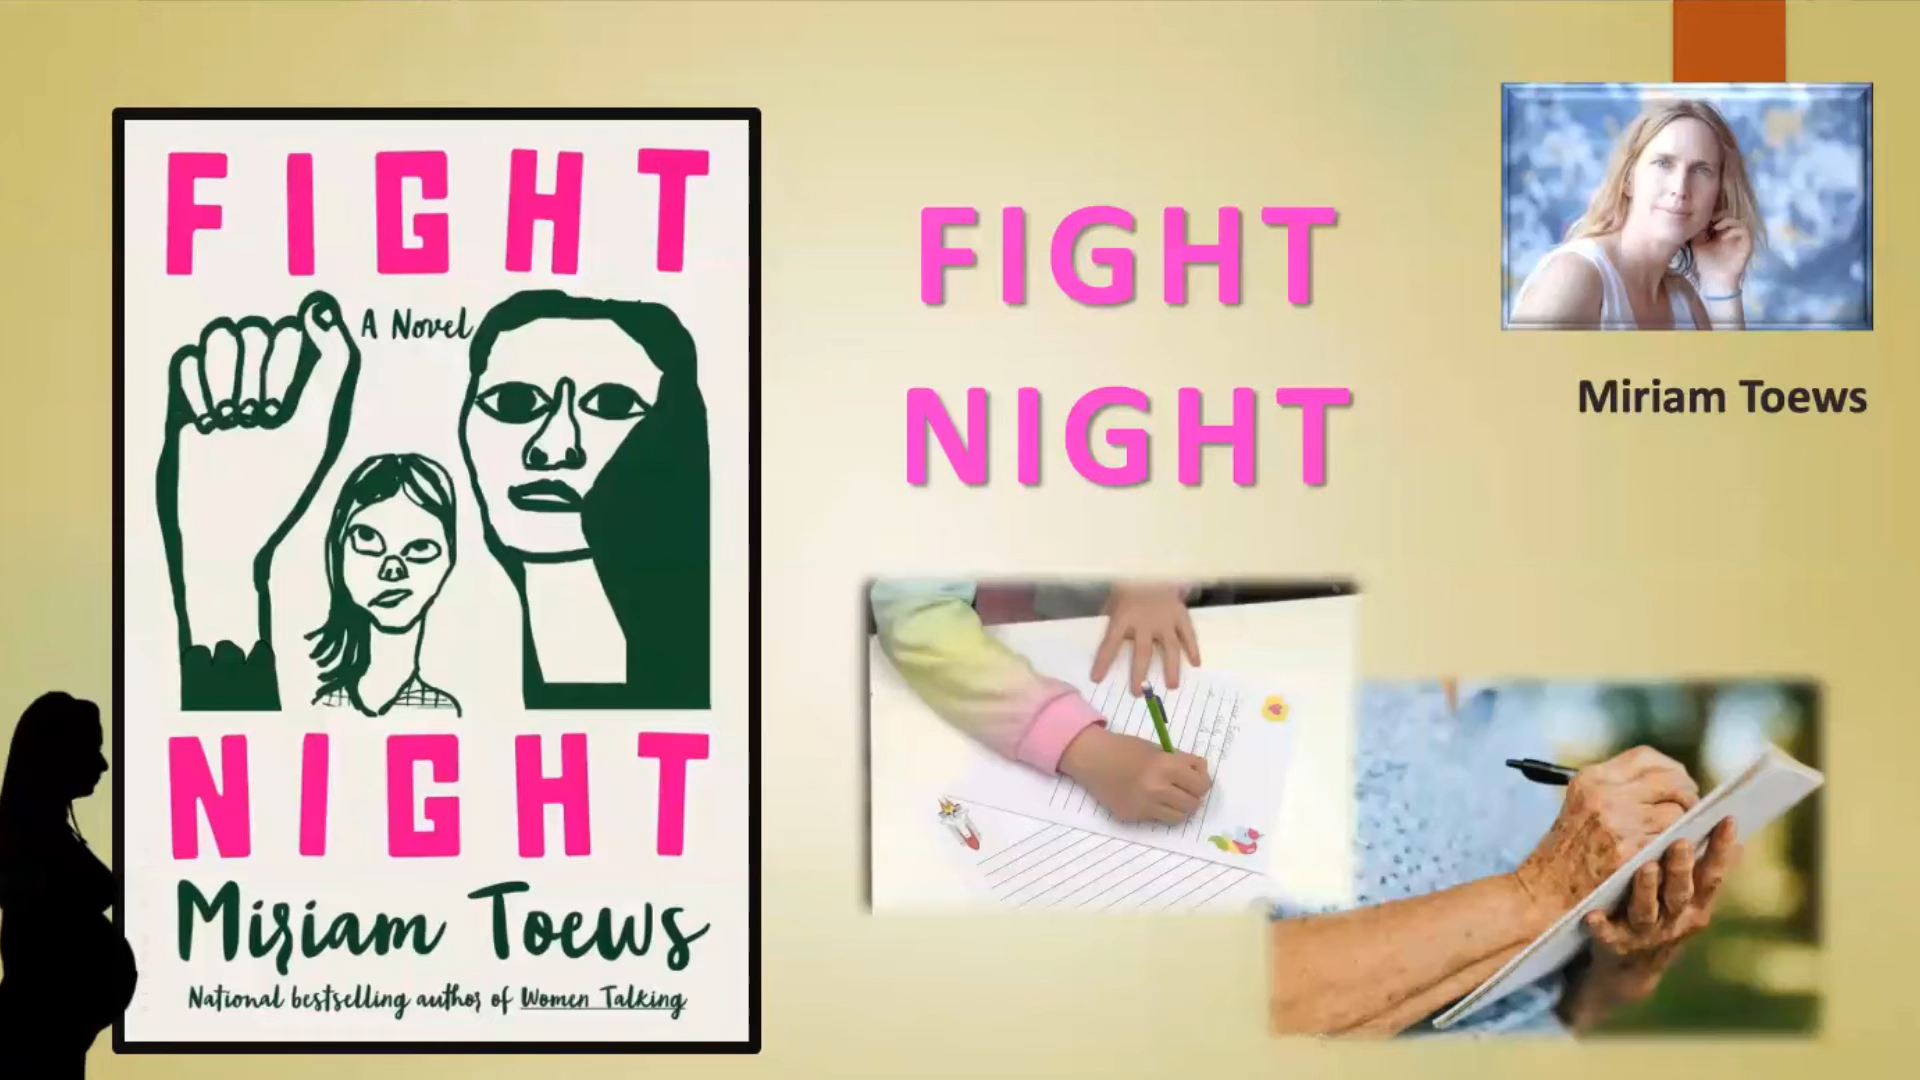 FIGHT
A Novel
NIGHT
Miriam Toews
National bestselling author of Women Talking
FIGHT
NIGHT
Miriam Toews